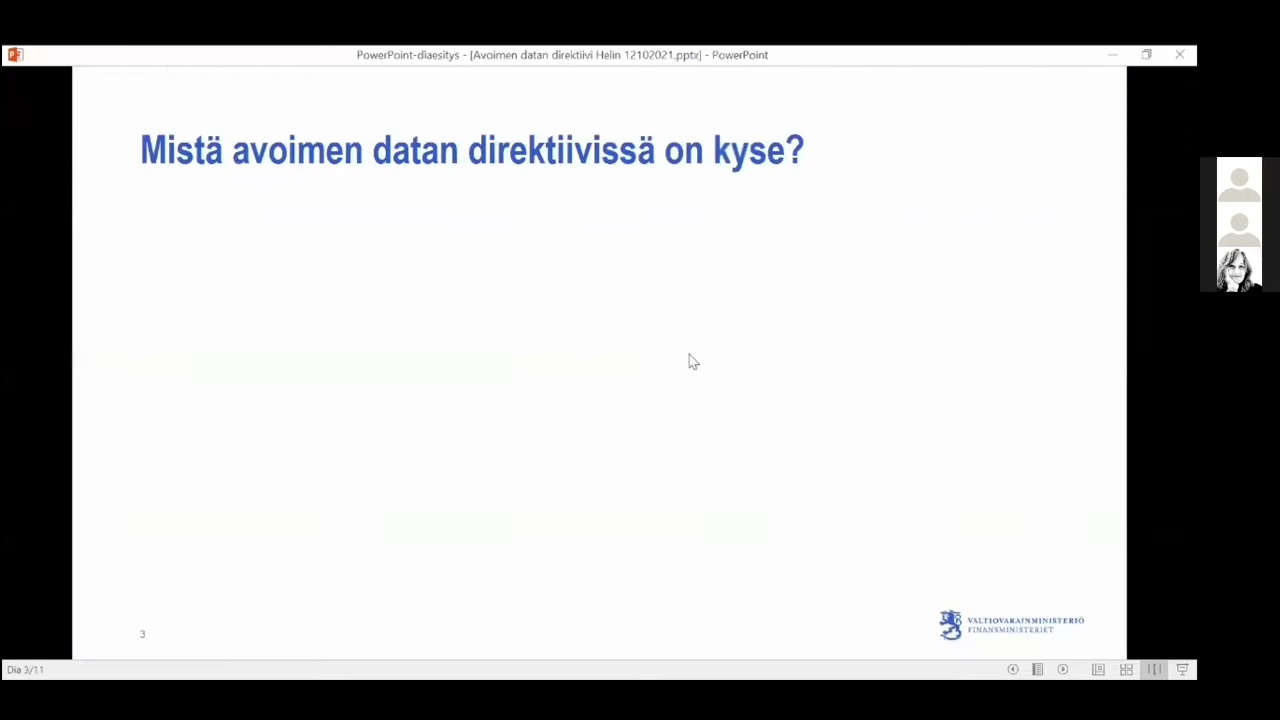 PowerPoint-diaesitys - [Avoimen datan direktiivi Helin 12102021.pptx] - PowerPoint
Mistä avoimen datan direktiivissä on kyse?
3
VALTIOVARAINMINISTERIÖ
FINANSMINISTERIET
Dia 3/11